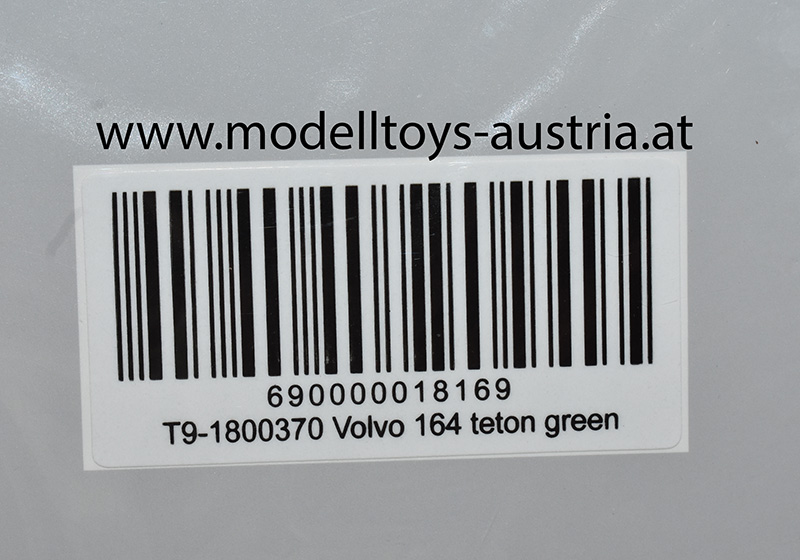 www.modelltoys-austria.at
690000018169
T9-1800370 Volvo 164 teton green